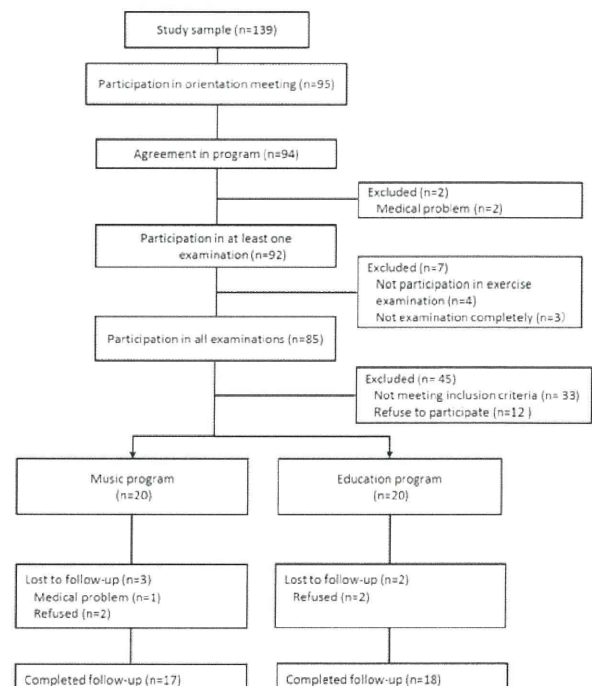 Study sample (n=139)
Participation in orientation meeting (n=95)
Agreement in program (n=94)
Excluded (n=2)
Medical problem (n=2)
Participation in at least one
examination (n=92)
Excluded (n=7)
Not participation in exercise
examination (n=4)
Not examination completely (n=3)
Participation in all examinations (n=85)
Excluded (n= 45)
Not meeting inclusion criteria (n= 33)
Refuse to participate (n=12 )
Music program
(n=20)
Education program
(n=20)
Lost to follow-up (n=3)
Medical problem (n=1)
Refused (n=2)
Lost to follow-up (n=2)
Refused (n=2)
Completed follow-up (n=17)
Completed follow-up (n=18)